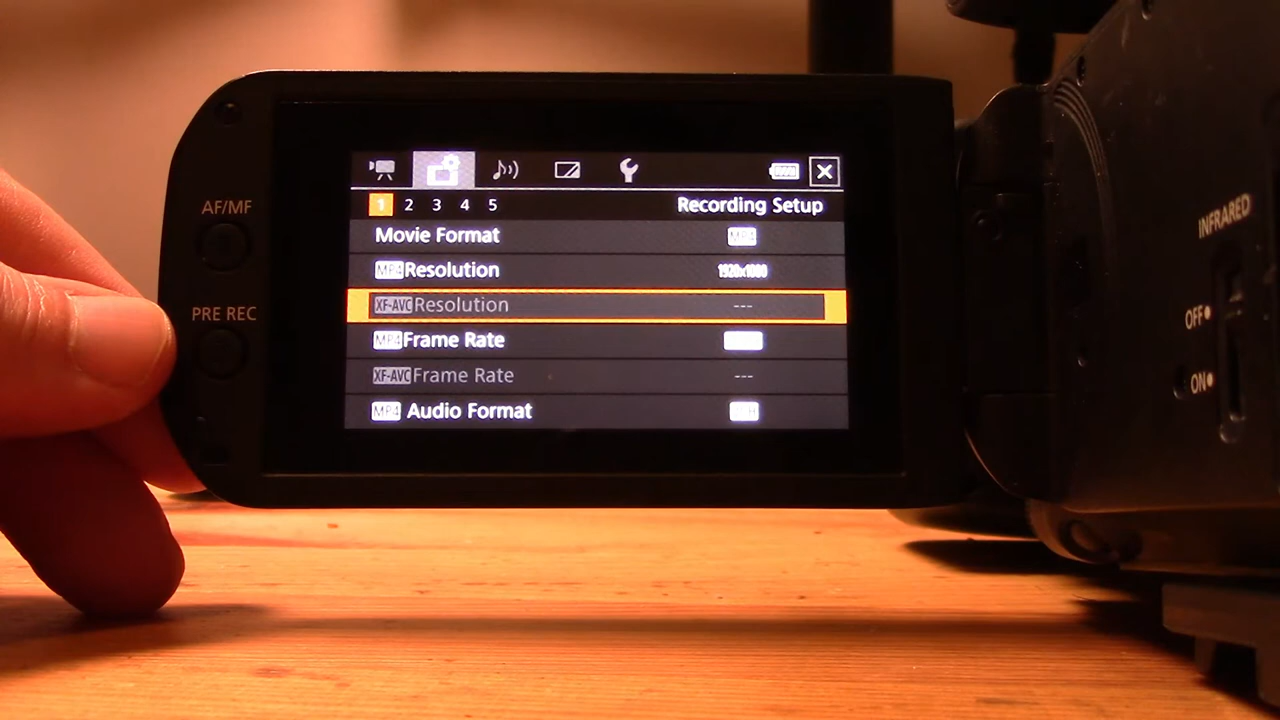 1 2 3 4 5 Recording Setup
Movie Format MP4
MP4 Resolution 1920x1080
XF-AVC Resolution ---
MP4 Frame Rate
XF-AVC Frame Rate ---
MP4 Audio Format
AF/MF
PRE REC
INFRARED
OFF
ON